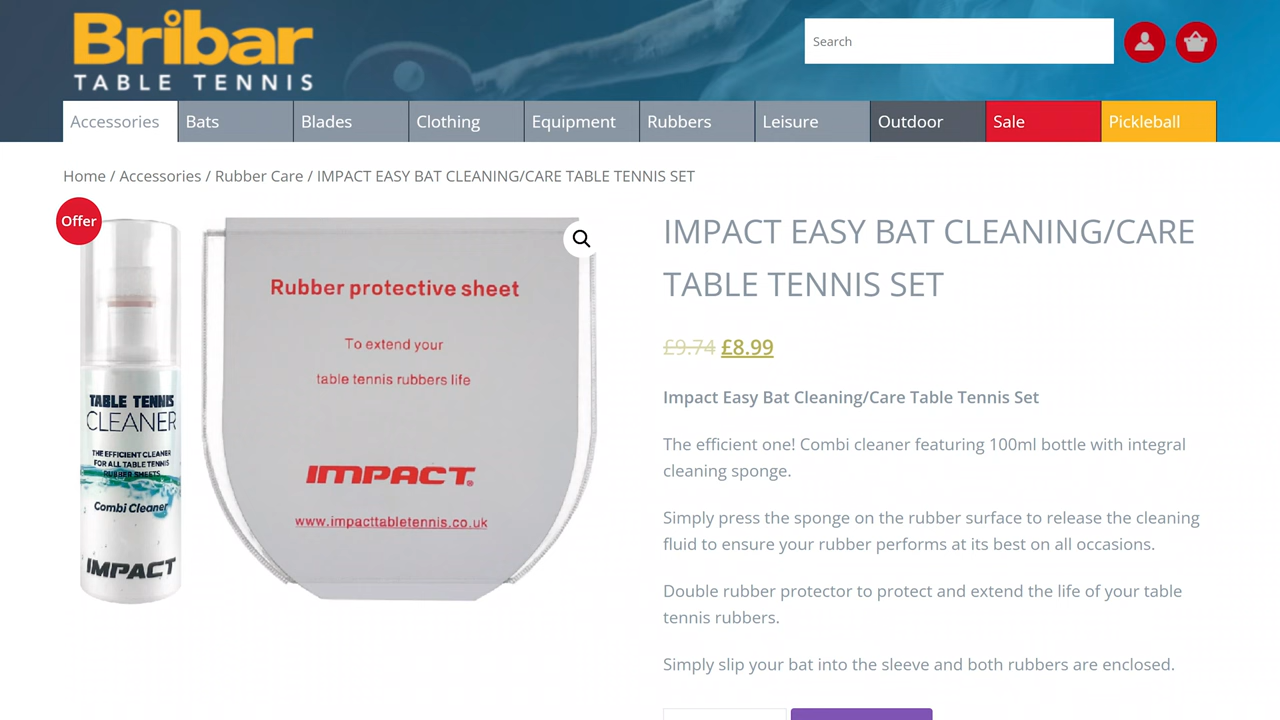 Bribar
TABLE TENNIS
Search
Accessories
Bats
Blades
Clothing
Equipment
Rubbers
Leisure
Outdoor
Sale
Pickleball
Home / Accessories / Rubber Care / IMPACT EASY BAT CLEANING/CARE TABLE TENNIS SET
Offer
TABLE TENNIS
CLEANER
THE EFFICIENT CLEANER
FOR ALL TABLE TENNIS
RUBBER SHEETS
Combi Cleaner
IMPACT
Rubber protective sheet
To extend your
table tennis rubbers life
IMPACT®
www.impacttabletennis.co.uk
IMPACT EASY BAT CLEANING/CARE
TABLE TENNIS SET
£9.74 £8.99
Impact Easy Bat Cleaning/Care Table Tennis Set
The efficient one! Combi cleaner featuring 100ml bottle with integral
cleaning sponge.
Simply press the sponge on the rubber surface to release the cleaning
fluid to ensure your rubber performs at its best on all occasions.
Double rubber protector to protect and extend the life of your table
tennis rubbers.
Simply slip your bat into the sleeve and both rubbers are enclosed.